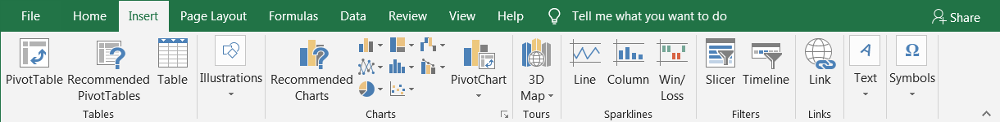 File Home Insert Page Layout Formulas Data Review View Help Tell me what you want to do Share
PivotTable Recommended PivotTables Table Illustrations Recommended Charts PivotChart 3D Map Line Column Win/ Loss Slicer Timeline Link Text Symbols
Tables Charts Tours Sparklines Filters Links